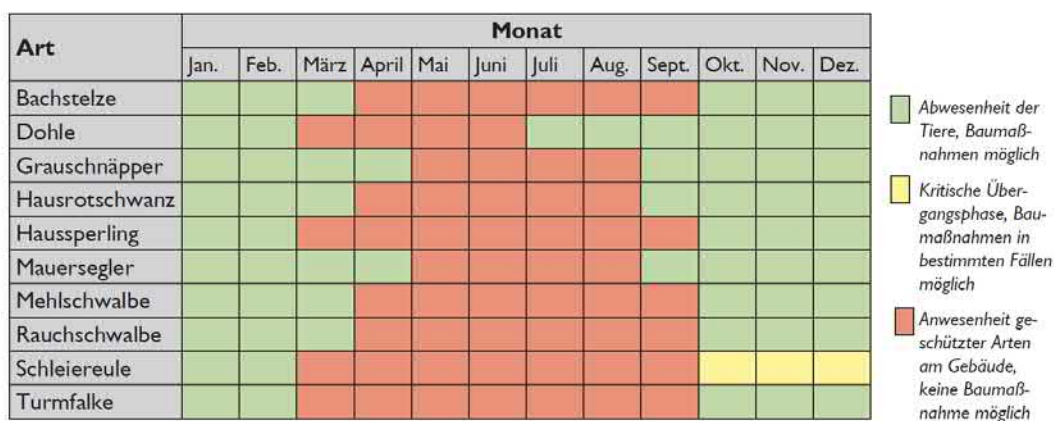 Art
Monat
Jan. Feb. März April Mai Juni Juli Aug. Sept. Okt. Nov. Dez.
Bachstelze
Dohle
Grauschnäpper
Hausrotschwanz
Haussperling
Mauersegler
Mehlschwalbe
Rauchschwalbe
Schleiereule
Turmfalke
Abwesenheit der
Tiere, Baumaß-
nahmen möglich
Kritische Über-
gangsphase, Bau-
maßnahmen in
bestimmten Fällen
möglich
Anwesenheit ge-
schützter Arten
am Gebäude,
keine Baumaß-
nahme möglich